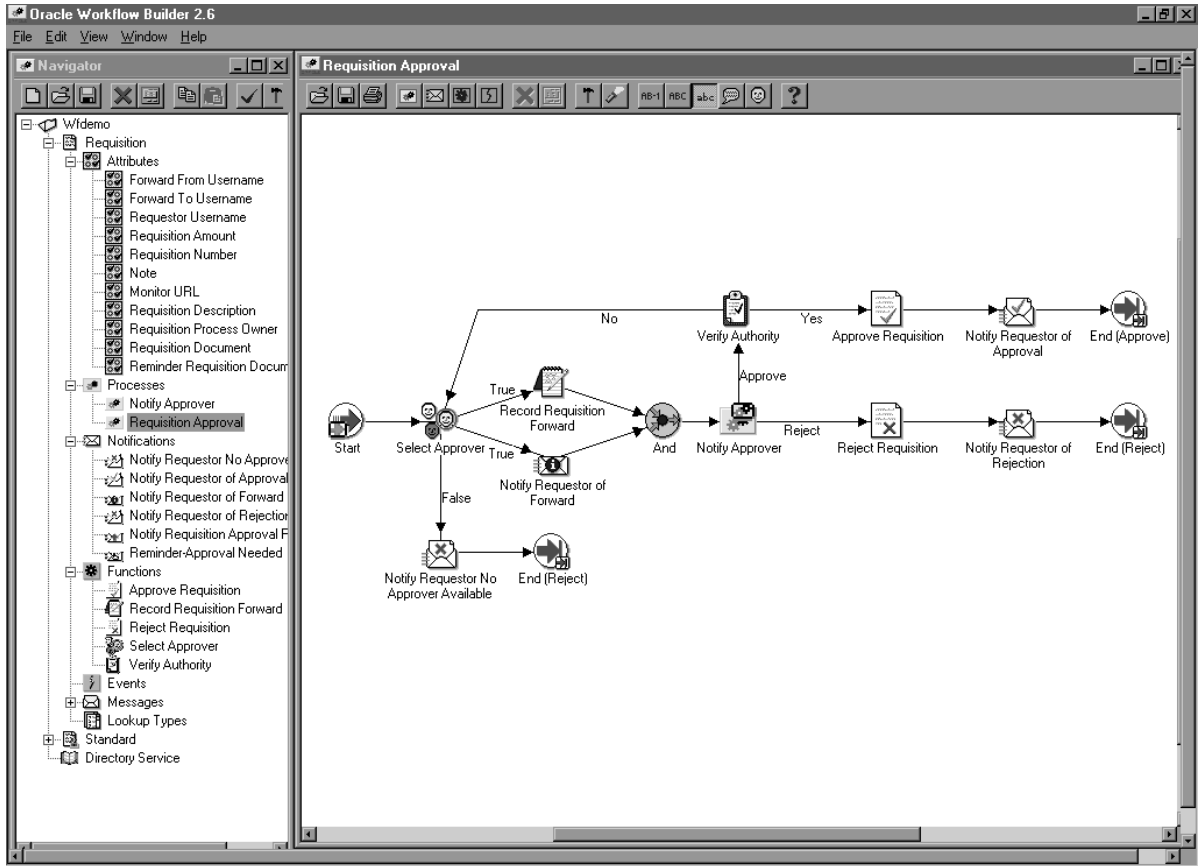 Oracle Workflow Builder 2.6
File Edit View Window Help
Navigator
Wfdemo
Requisition
Attributes
Forward From Username
Forward To Username
Requestor Username
Requisition Amount
Requisition Number
Note
Monitor URL
Requisition Description
Requisition Process Owner
Requisition Document
Reminder Requisition Docum
Processes
Notify Approver
Requisition Approval
Notifications
Notify Requestor No Approve
Notify Requestor of Approval
Notify Requestor of Forward
Notify Requestor of Rejection
Notify Requisition Approval F
Reminder-Approval Needed
Functions
Approve Requisition
Record Requisition Forward
Reject Requisition
Select Approver
Verify Authority
Events
Messages
Lookup Types
Standard
Directory Service
Requisition Approval
AB-1 ABC abc ?
No
Verify Authority
Yes
Approve Requisition
Notify Requestor of
Approval
End (Approve)
Approve
Start
Select Approver
True
Record Requisition
Forward
True
Notify Requestor of
Forward
And
Notify Approver
Reject
Reject Requisition
Notify Requestor of
Rejection
End (Reject)
False
Notify Requestor No
Approver Available
End (Reject)